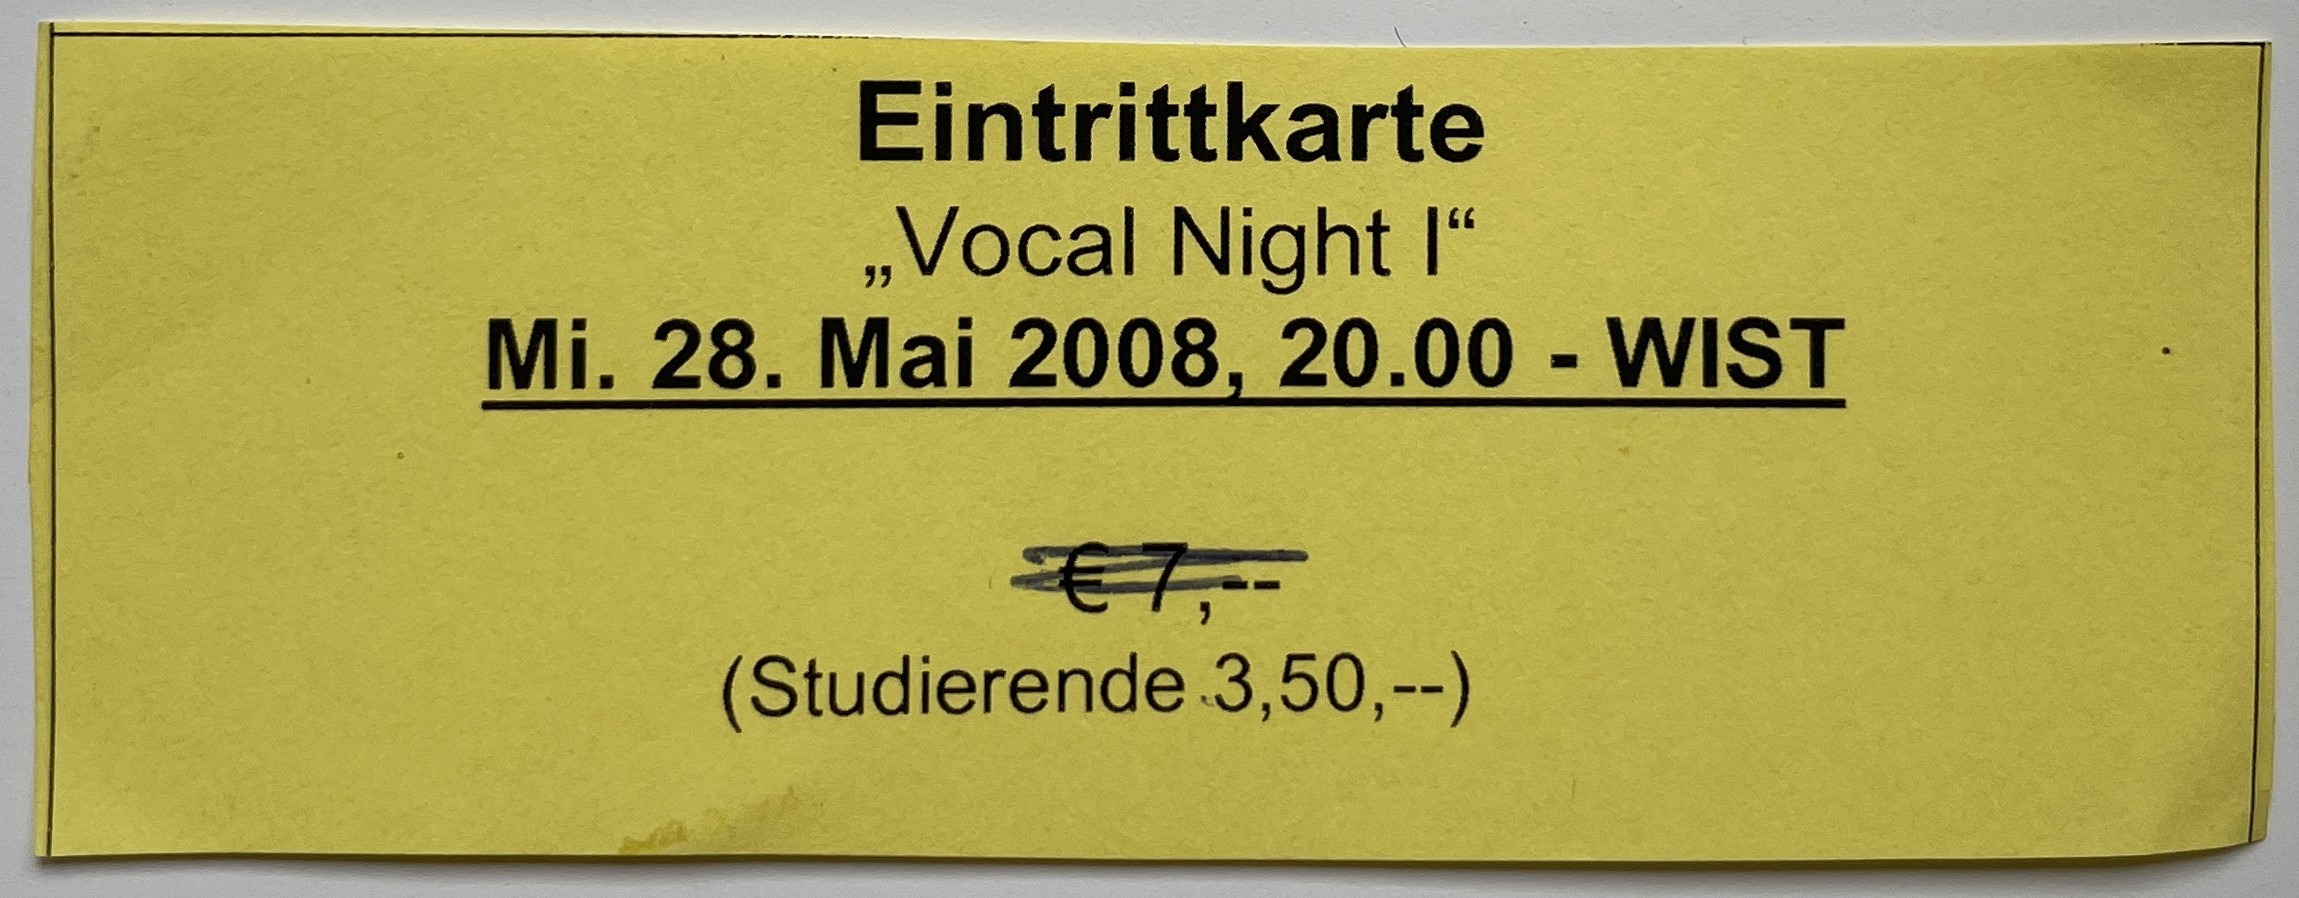 Eintrittkarte
„Vocal Night I“
Mi. 28. Mai 2008, 20.00 - WIST
€ 7,--
(Studierende 3,50,--)